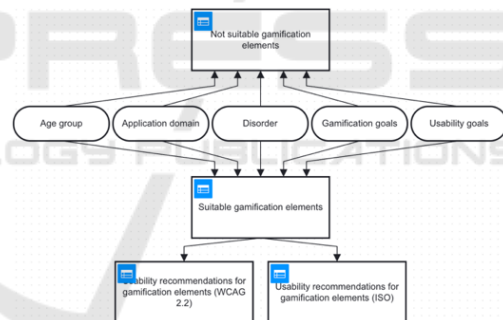 Not suitable gamification
elements
Age group
Application domain
Disorder
Gamification goals
Usability goals
Suitable gamification elements
Usability recommendations for
gamification elements (WCAG
2.2)
Usability recommendations for
gamification elements (ISO)